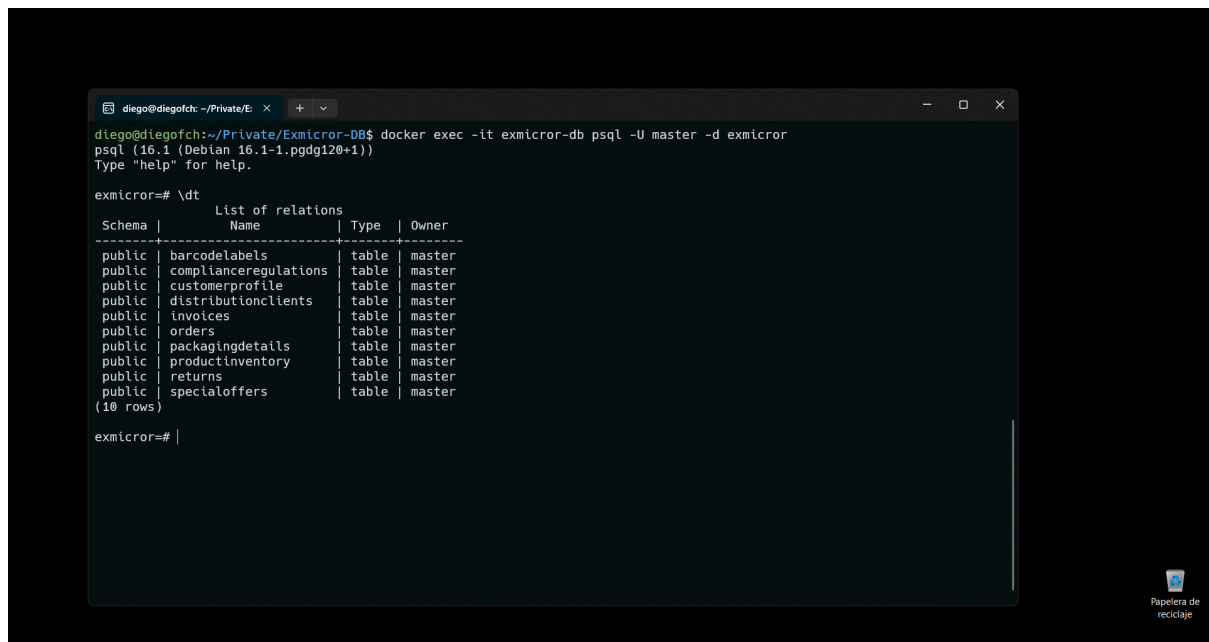 diego@diegofch: ~/Private/E:
diego@diegofch:~/Private/Exmicror-DB$ docker exec -it exmicror-db psql -U master -d exmicror
psql (16.1 (Debian 16.1-1.pgdg120+1))
Type "help" for help.
exmicror=# \dt
List of relations
Schema | Name | Type | Owner
--------+----------------------+-------+--------
public | barcodelabels | table | master
public | complianceregulations | table | master
public | customerprofile | table | master
public | distributionclients | table | master
public | invoices | table | master
public | orders | table | master
public | packagingdetails | table | master
public | productinventory | table | master
public | returns | table | master
public | specialoffers | table | master
(10 rows)
exmicror=#
Papelera de
reciclaje